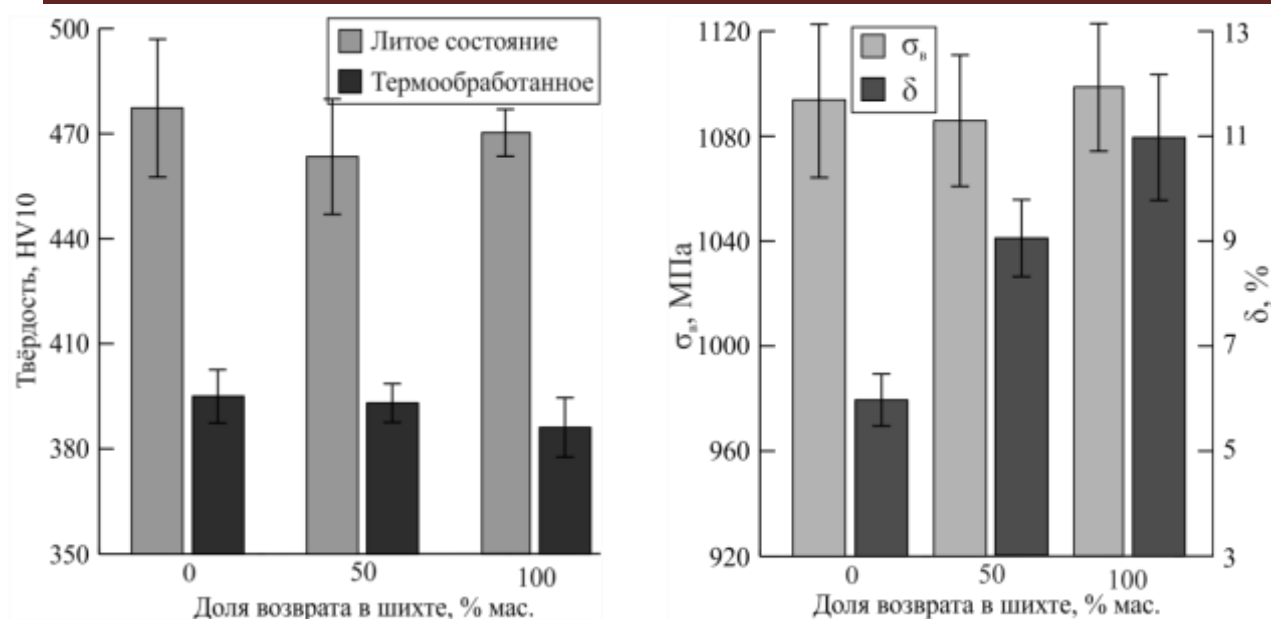 500
470
440
410
380
350
Твёрдость, HV10
Литое состояние
Термообработанное
0
50
100
Доля возврата в шихте, % мас.
1120
1080
1040
1000
960
920
σв, МПа
σв
δ
13
11
9
7
5
3
δ, %
0
50
100
Доля возврата в шихте, % мас.